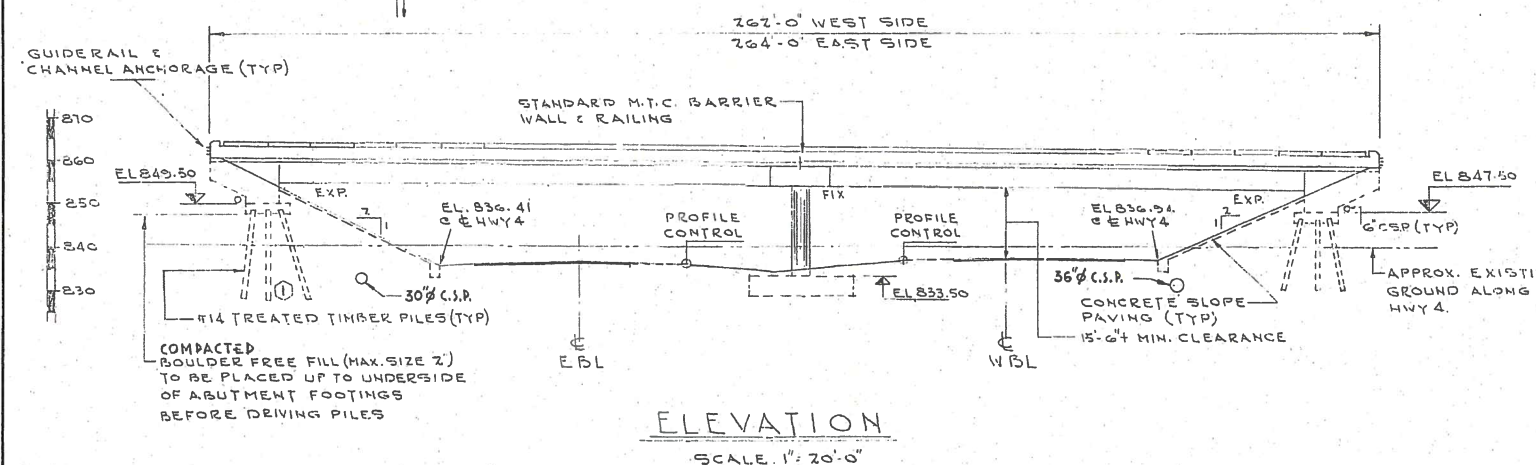 262'-0" WEST SIDE
264'-0" EAST SIDE
GUIDERAIL &
CHANNEL ANCHORAGE (TYP)
STANDARD M.T.C. BARRIER
WALL & RAILING
870
860
850
840
830
EL 849.50
EXP.
2
1
EL. 836.41
@ ℄ HWY 4
PROFILE
CONTROL
FIX
PROFILE
CONTROL
EL 836.94
@ ℄ HWY 4
EXP.
2
1
EL 847.50
6" C.S.P. (TYP)
1
30"Ø C.S.P.
#14 TREATED TIMBER PILES (TYP)
EL 833.50
36"Ø C.S.P.
CONCRETE SLOPE
PAVING (TYP)
15'-6"+ MIN. CLEARANCE
APPROX. EXISTI
GROUND ALONG
HWY 4.
COMPACTED
BOULDER FREE FILL (MAX. SIZE 2')
TO BE PLACED UP TO UNDERSIDE
OF ABUTMENT FOOTINGS
BEFORE DRIVING PILES
℄
EBL
℄
WBL
ELEVATION
SCALE. 1"= 20'-0"